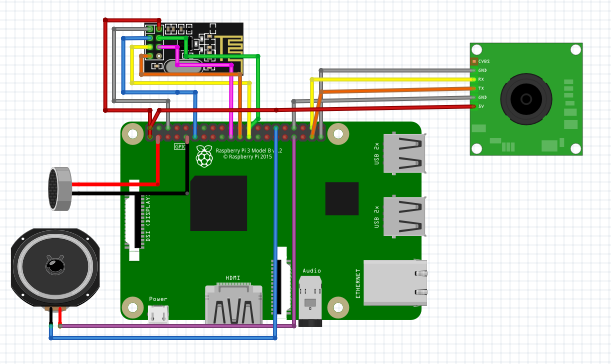 CVBS
GND
RX
TX
GND
5V
Raspberry Pi 3 Model B v1.2
© Raspberry Pi 2015
GPIO
USB 2x
DSI (DISPLAY)
USB 2x
HDMI
Audio
ETHERNET
Power